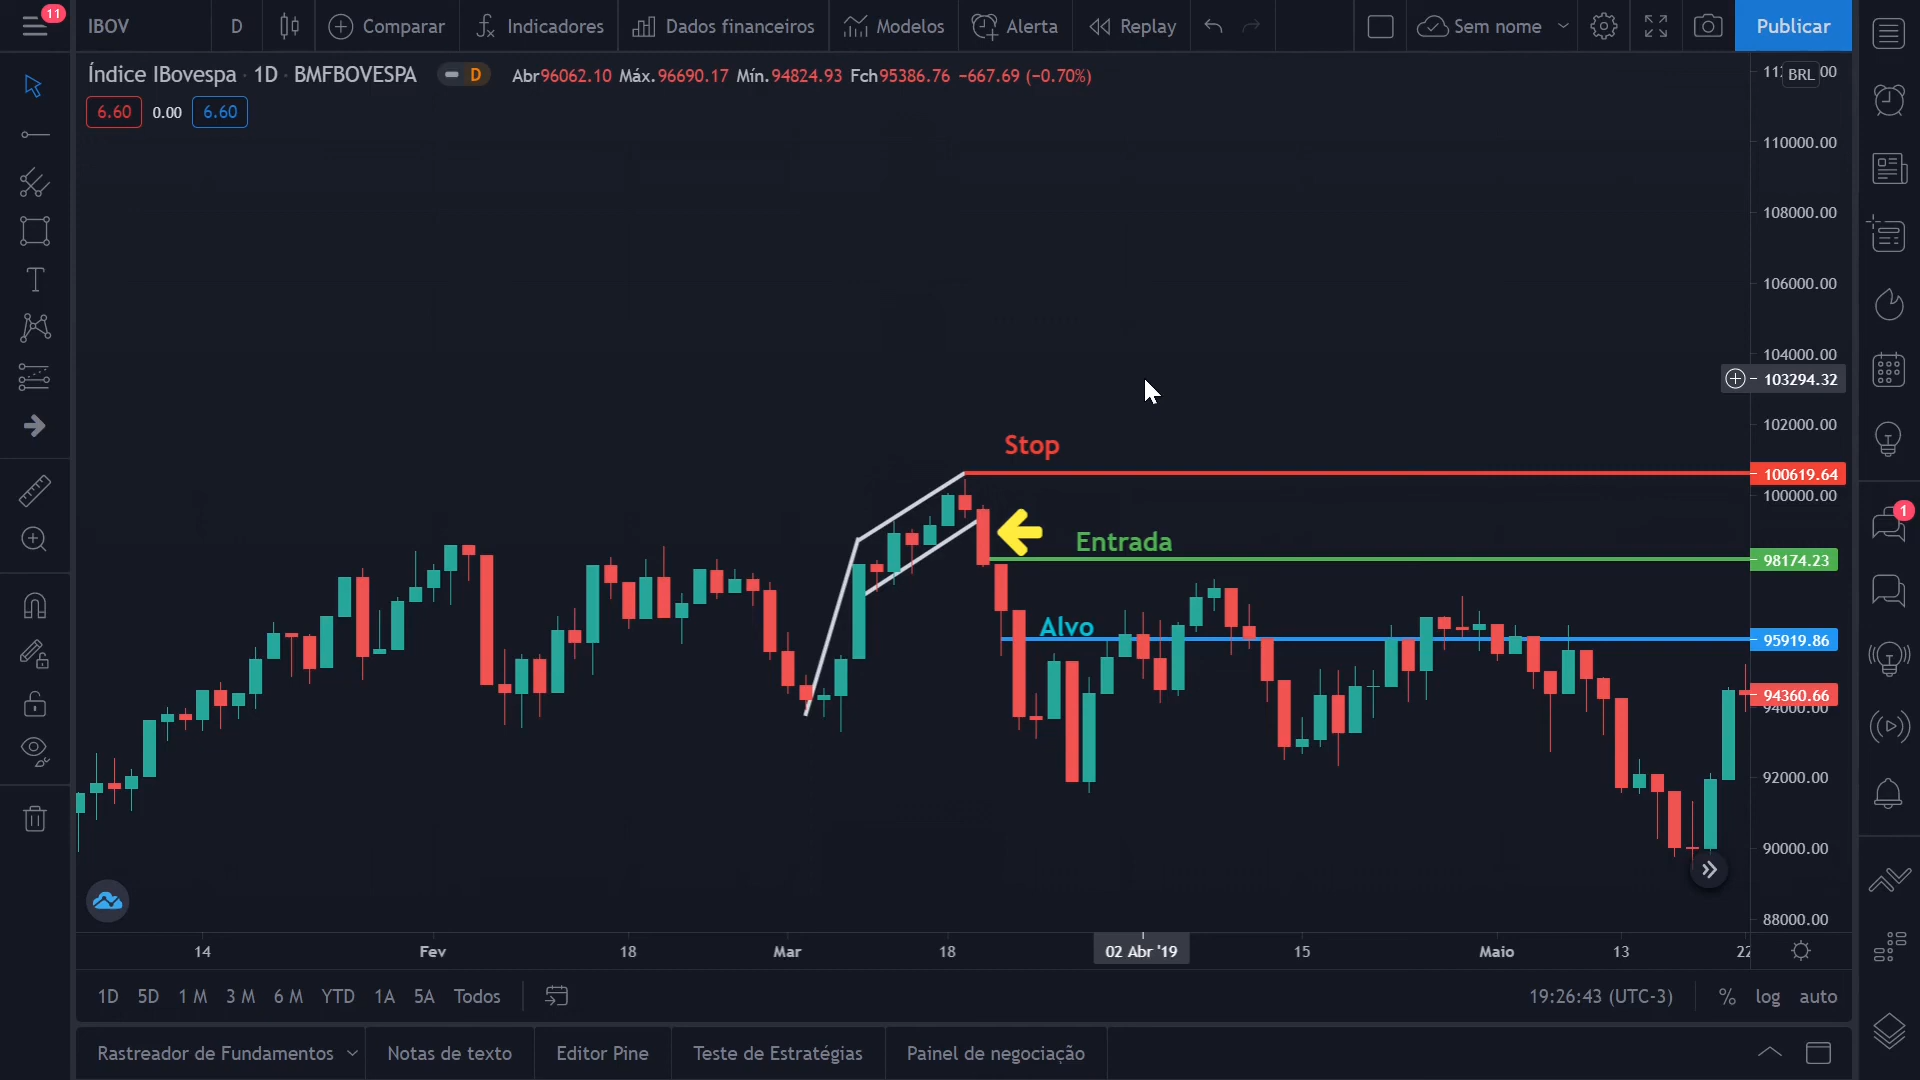 11
IBOV
D
Comparar
Indicadores
Dados financeiros
Modelos
Alerta
Replay
Sem nome
Publicar
Índice IBovespa · 1D · BMFBOVESPA
D
Abr96062.10 Máx.96690.17 Mín.94824.93 Fch95386.76 −667.69 (−0.70%)
6.60
0.00
6.60
BRL
110000.00
108000.00
106000.00
104000.00
103294.32
102000.00
Stop
100619.64
100000.00
Entrada
98174.23
Alvo
95919.86
94360.66
94000.00
92000.00
90000.00
88000.00
1
14
Fev
18
Mar
18
02 Abr '19
15
Maio
13
22
1D
5D
1 M
3 M
6 M
YTD
1A
5A
Todos
19:26:43 (UTC-3)
%
log
auto
Rastreador de Fundamentos
Notas de texto
Editor Pine
Teste de Estratégias
Painel de negociação